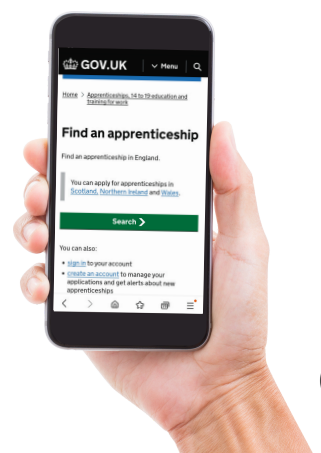 GOV.UK Menu
Home > Apprenticeships, 14 to 19 education and
training for work
Find an apprenticeship
Find an apprenticeship in England.
You can apply for apprenticeships in
Scotland, Northern Ireland and Wales.
Search
You can also:
• sign in to your account
• create an account to manage your
applications and get alerts about new
apprenticeships